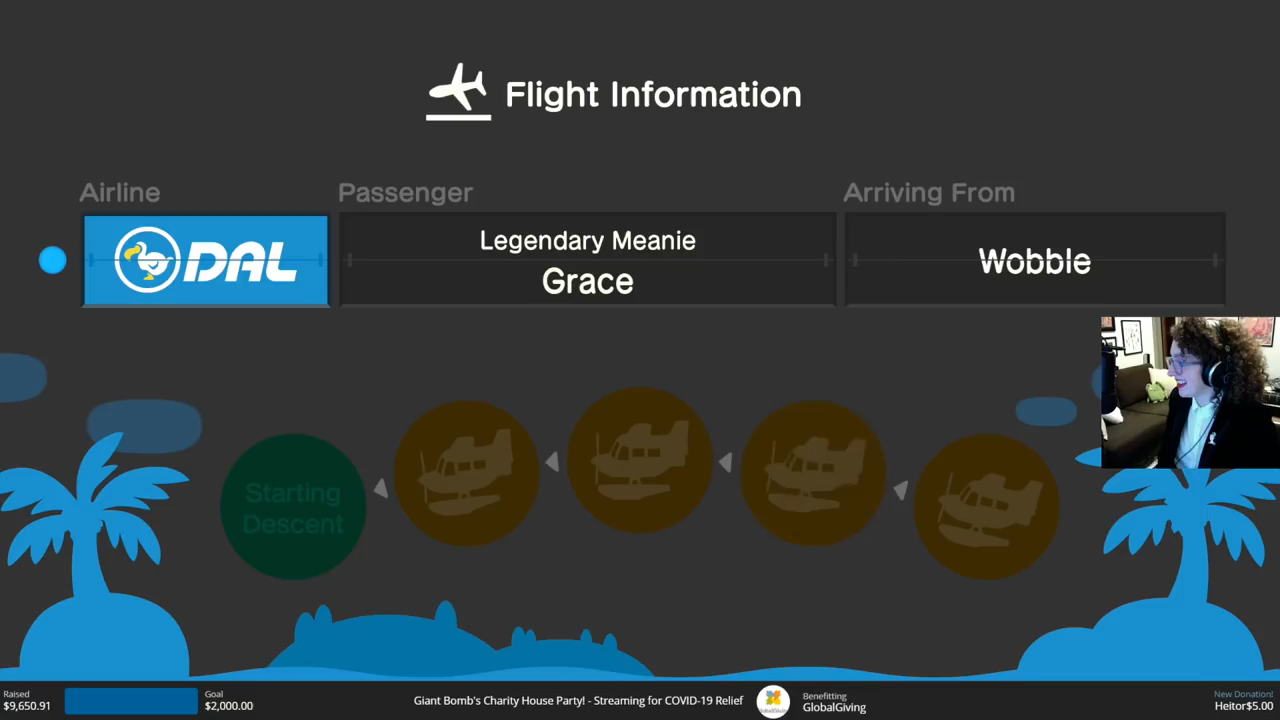 Flight Information
Airline
Passenger
Arriving From
DAL
Legendary Meanie
Grace
Wobble
Starting
Descent
Raised
$9,650.91
Goal
$2,000.00
Giant Bomb's Charity House Party! - Streaming for COVID-19 Relief
Benefitting
GlobalGiving
New Donation!
Heitor$5.00